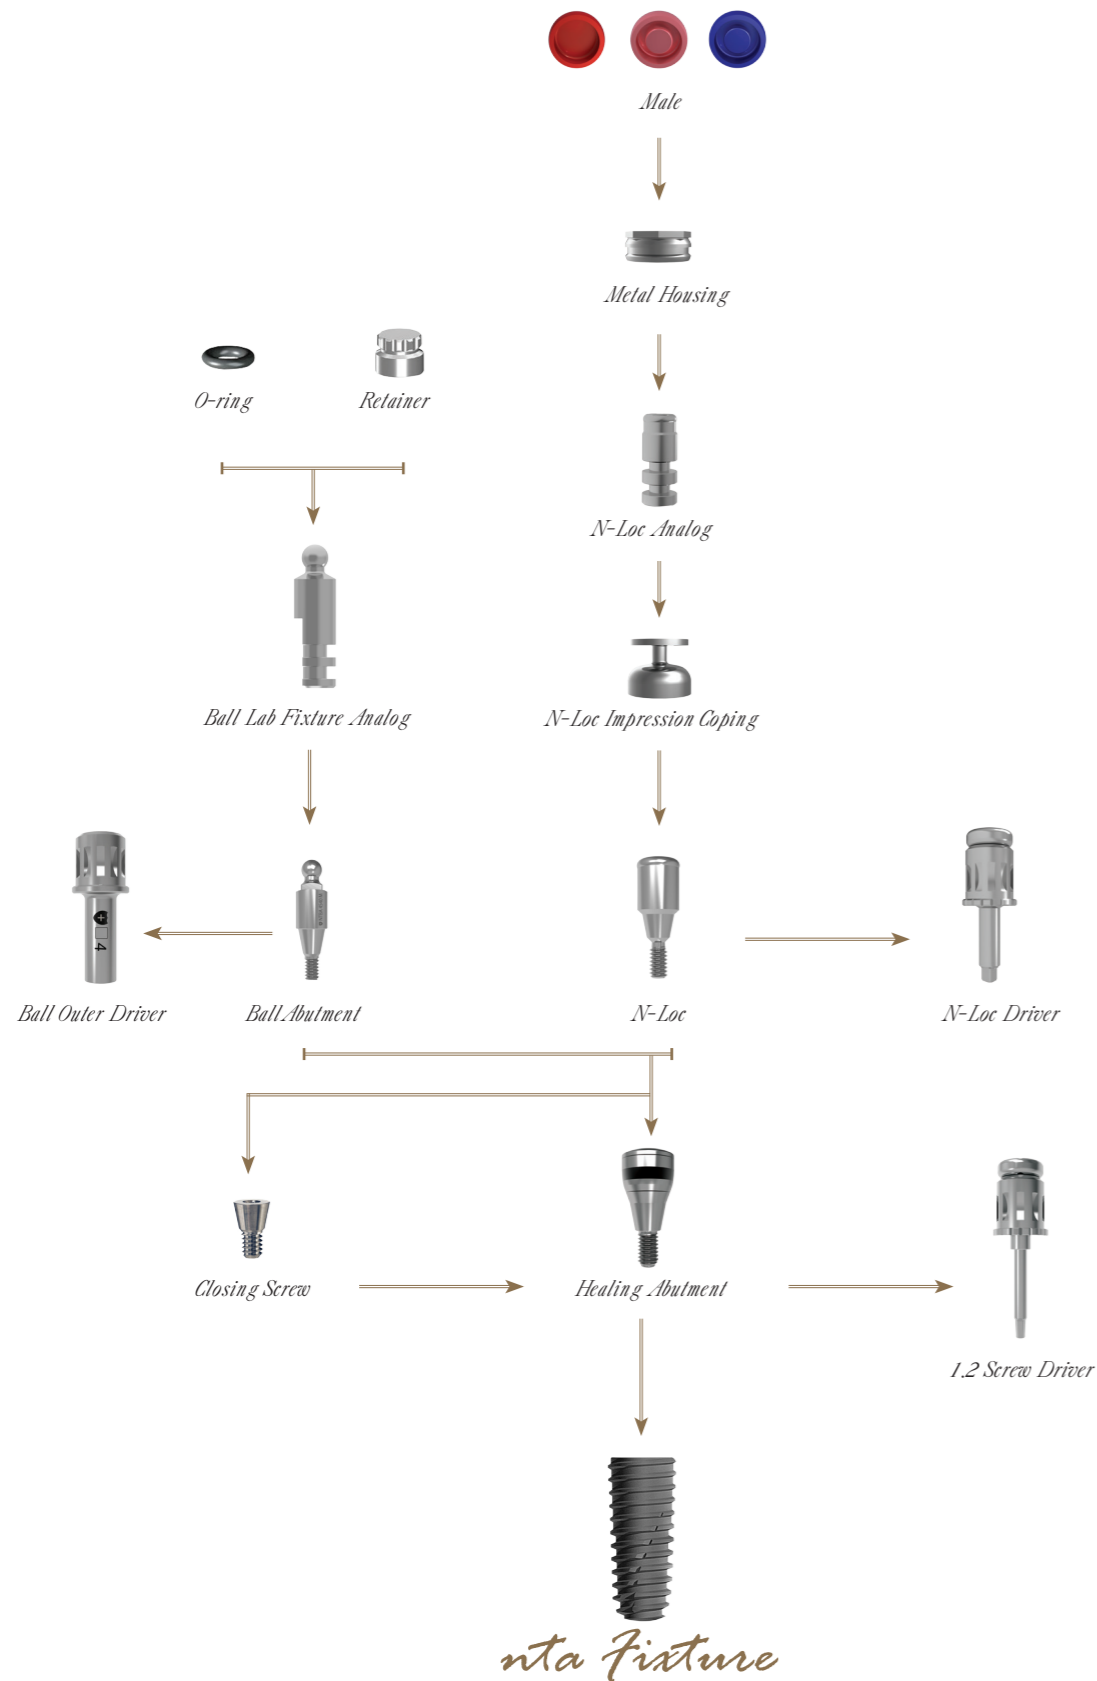 Male
Metal Housing
O-ring
Retainer
N-Loc Analog
Ball Lab Fixture Analog
N-Loc Impression Coping
4
Ball Outer Driver
Ball Abutment
N-Loc
N-Loc Driver
Closing Screw
Healing Abutment
1.2 Screw Driver
nta Fixture